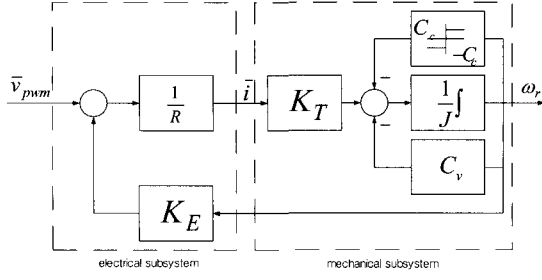 v̅pwm
1/R
i̅
K_T
C_c
−C_c
1/J ∫
ω_r
C_v
K_E
−
−
electrical subsystem
mechanical subsystem